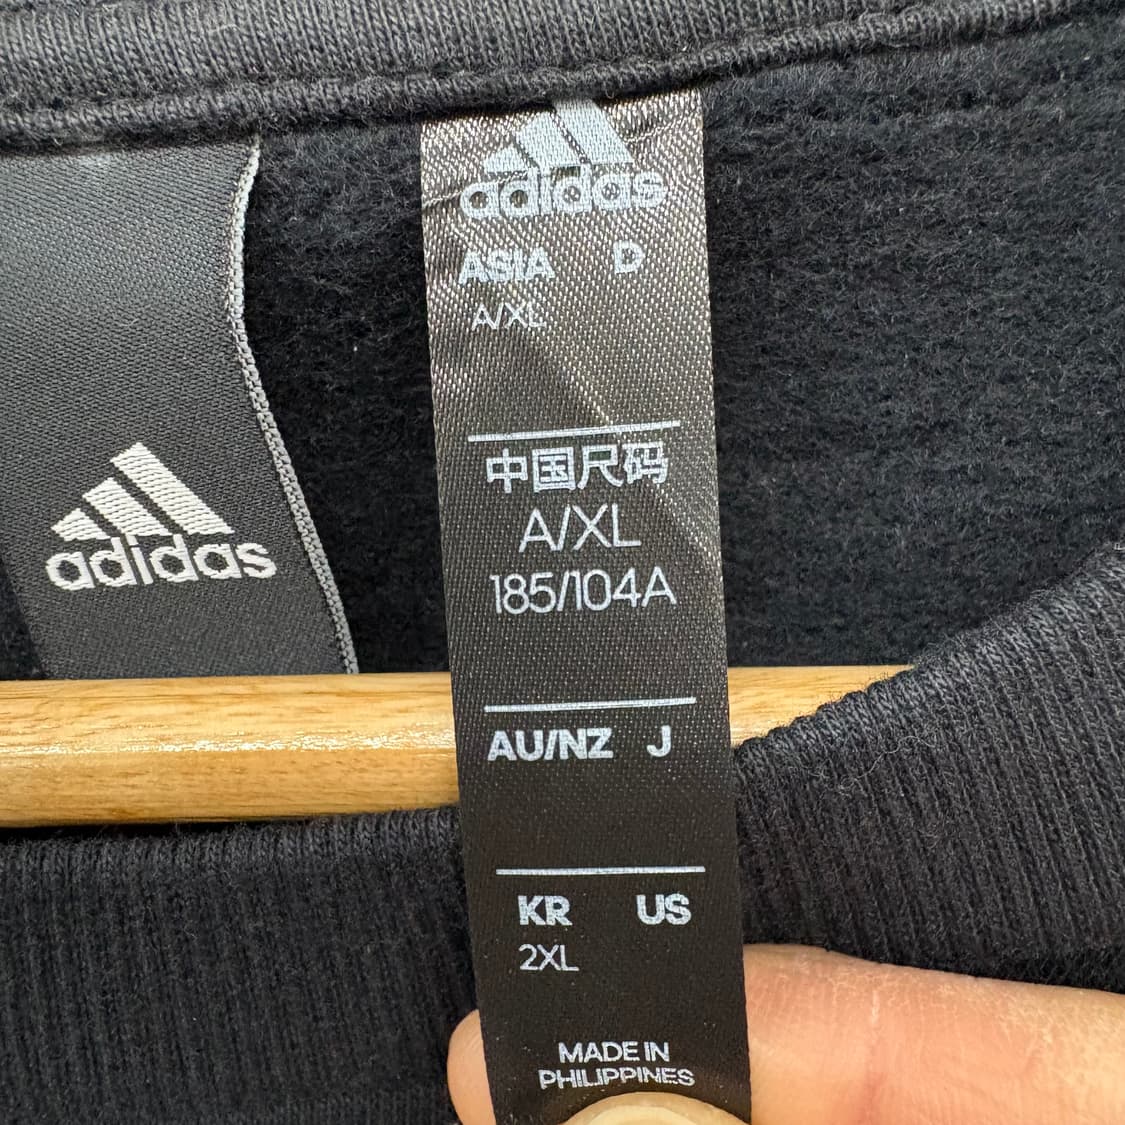 adidas
ASIA D
A/XL
中国尺码
A/XL
185/104A
AU/NZ J
KR US
2XL
MADE IN
PHILIPPINES
adidas